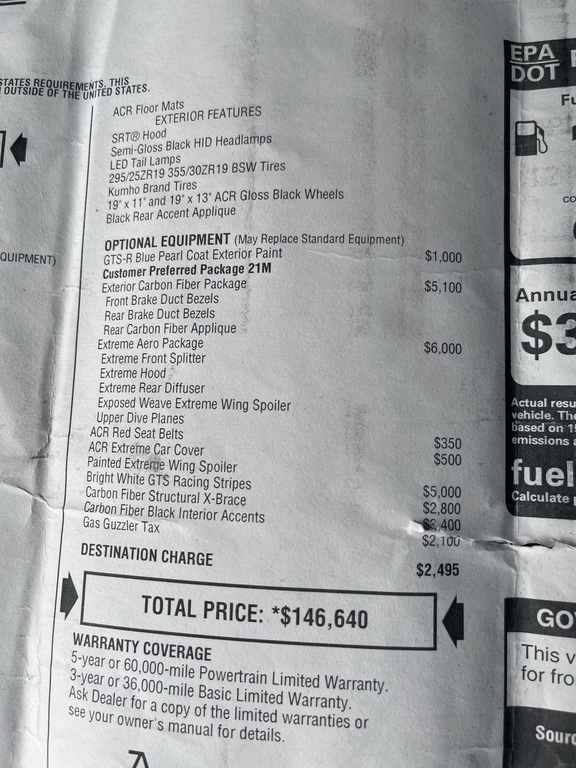 STATES REQUIREMENTS. THIS
OUTSIDE OF THE UNITED STATES.
ACR Floor Mats
EXTERIOR FEATURES
SRT® Hood
Semi-Gloss Black HID Headlamps
LED Tail Lamps
295/25ZR19 355/30ZR19 BSW Tires
Kumho Brand Tires
19" x 11" and 19" x 13" ACR Gloss Black Wheels
Black Rear Accent Applique
QUIPMENT)
OPTIONAL EQUIPMENT (May Replace Standard Equipment)
GTS-R Blue Pearl Coat Exterior Paint $1,000
Customer Preferred Package 21M
Exterior Carbon Fiber Package $5,100
Front Brake Duct Bezels
Rear Brake Duct Bezels
Rear Carbon Fiber Applique
Extreme Aero Package $6,000
Extreme Front Splitter
Extreme Hood
Extreme Rear Diffuser
Exposed Weave Extreme Wing Spoiler
Upper Dive Planes
ACR Red Seat Belts $350
ACR Extreme Car Cover $500
Painted Extreme Wing Spoiler
Bright White GTS Racing Stripes $5,000
Carbon Fiber Structural X-Brace $2,800
Carbon Fiber Black Interior Accents
Gas Guzzler Tax $2,100
DESTINATION CHARGE $2,495
TOTAL PRICE: *$146,640
WARRANTY COVERAGE
5-year or 60,000-mile Powertrain Limited Warranty.
3-year or 36,000-mile Basic Limited Warranty.
Ask Dealer for a copy of the limited warranties or
see your owner's manual for details.
EPA
DOT
Fu
CO
Annua
$3
Actual resu
vehicle. The
based on 1
emissions a
fuel
Calculate
GO
This v
for fro
Sourc